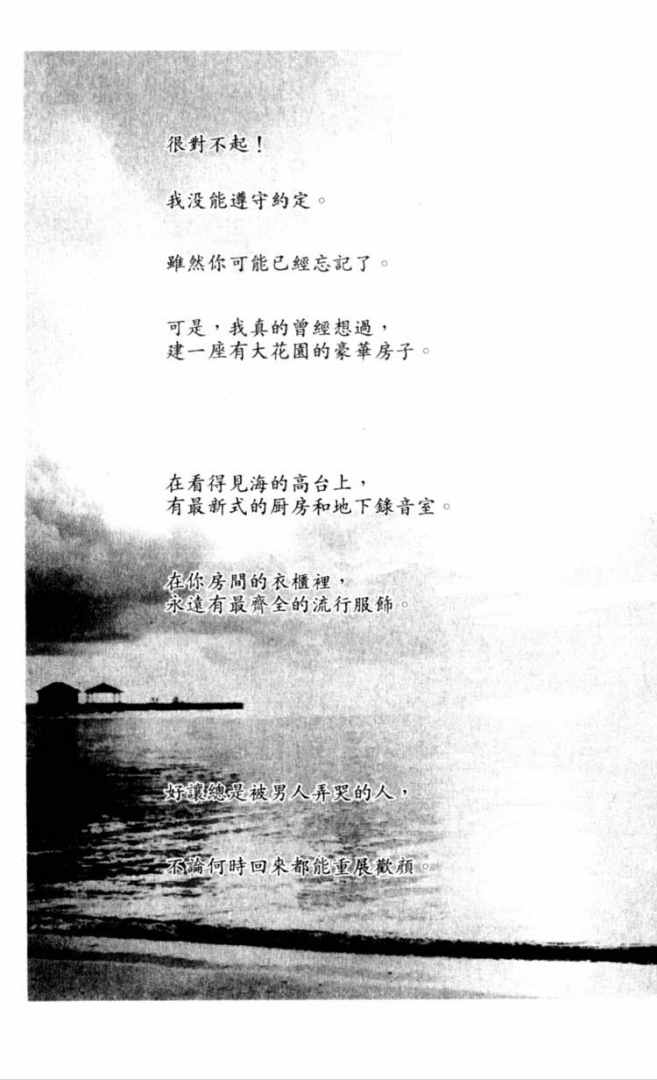 很對不起！
我没能遵守約定。
雖然你可能已經忘記了。
可是，我真的曾經想過，
建一座有大花園的豪華房子。
在看得見海的高台上，
有最新式的厨房和地下錄音室。
在你房間的衣櫃裡，
永遠有最齊全的流行服飾。
好讓總是被男人弄哭的人，
不論何時回來都能重展歡顔。